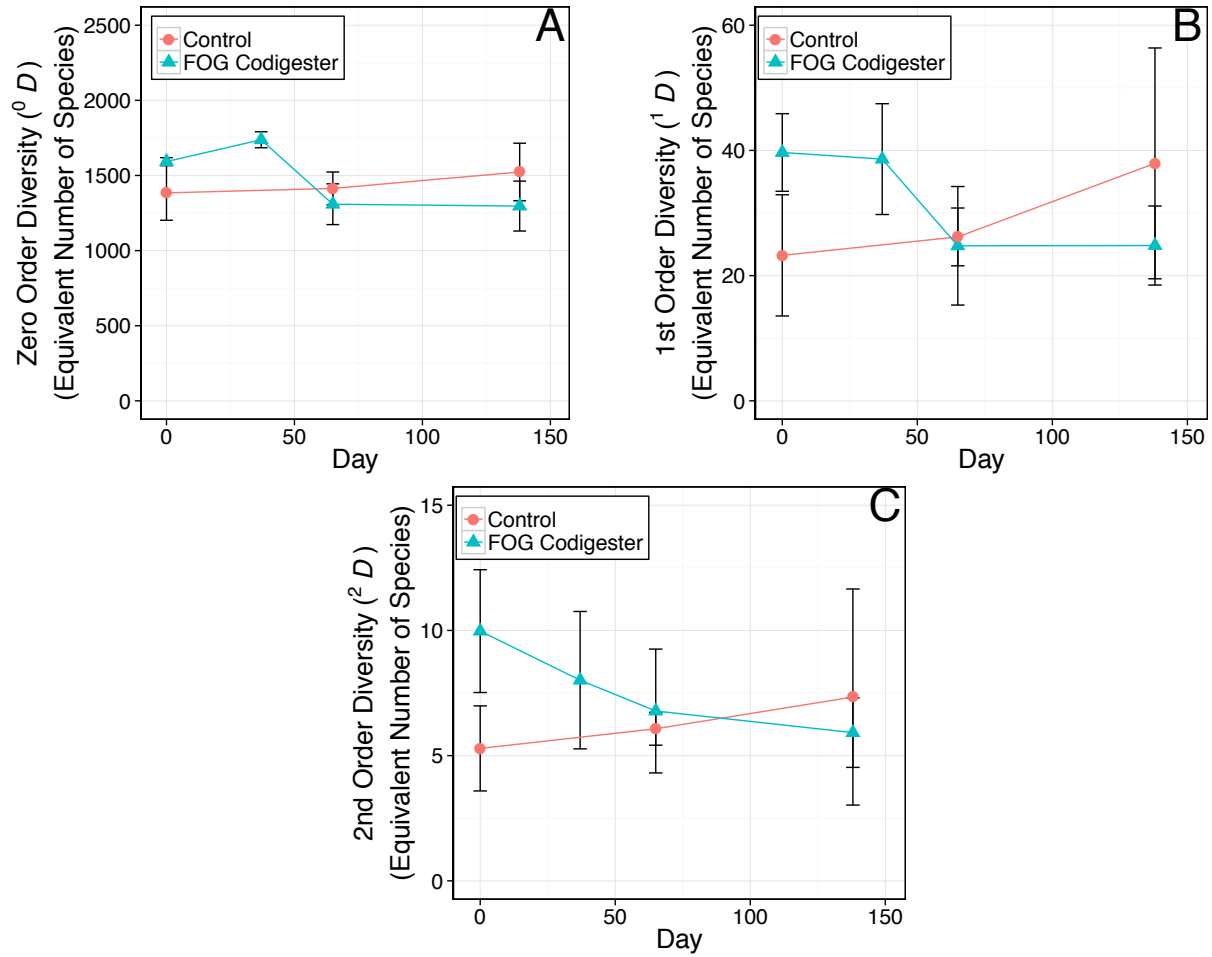 A
Control
FOG Codigester
2500
2000
1500
1000
500
0
Zero Order Diversity (⁰ D )
(Equivalent Number of Species)
0 50 100 150
Day
B
Control
FOG Codigester
60
40
20
0
1st Order Diversity (¹ D )
(Equivalent Number of Species)
0 50 100 150
Day
C
Control
FOG Codigester
15
10
5
0
2nd Order Diversity (² D )
(Equivalent Number of Species)
0 50 100 150
Day